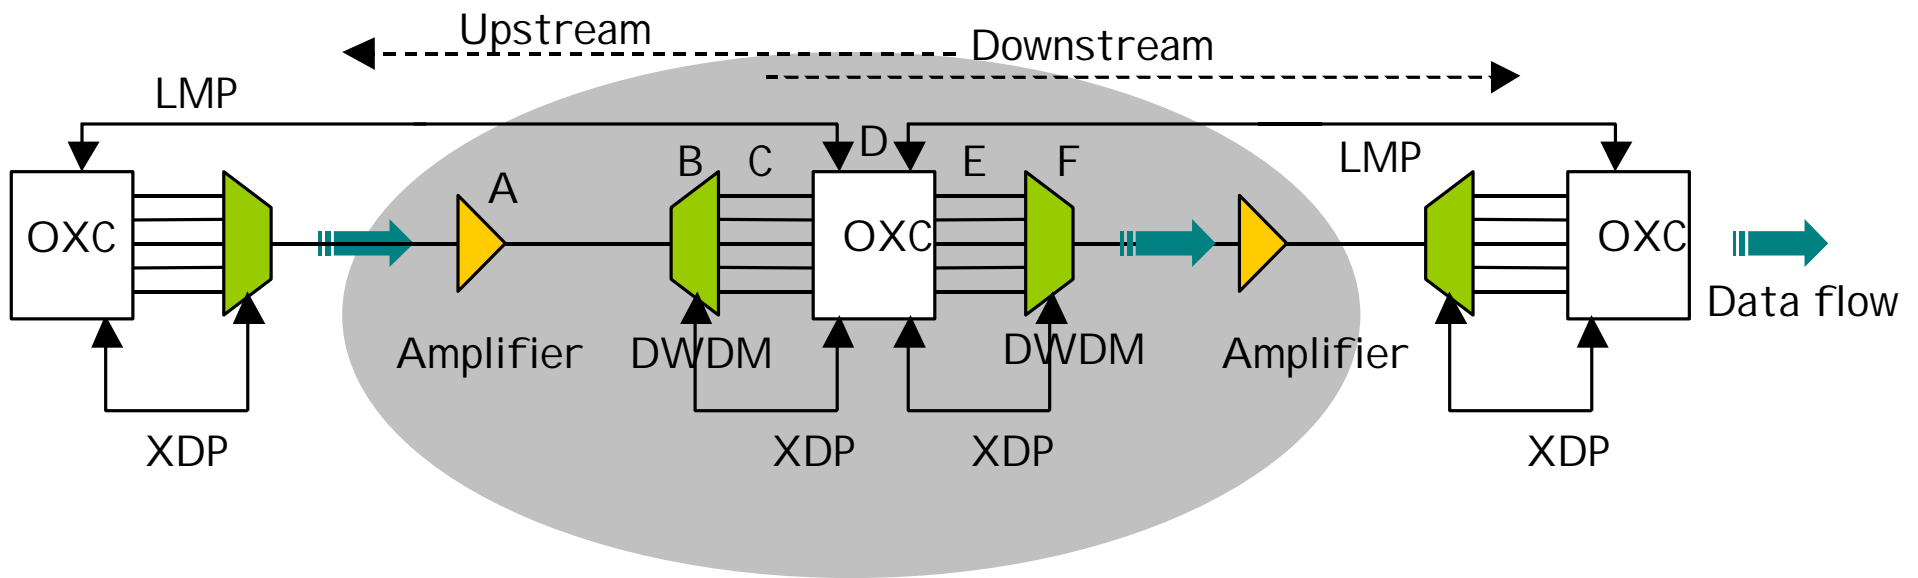 Upstream
Downstream
LMP
D
B
C
E
F
LMP
A
OXC
OXC
OXC
Data flow
Amplifier
DWDM
DWDM
Amplifier
XDP
XDP
XDP
XDP